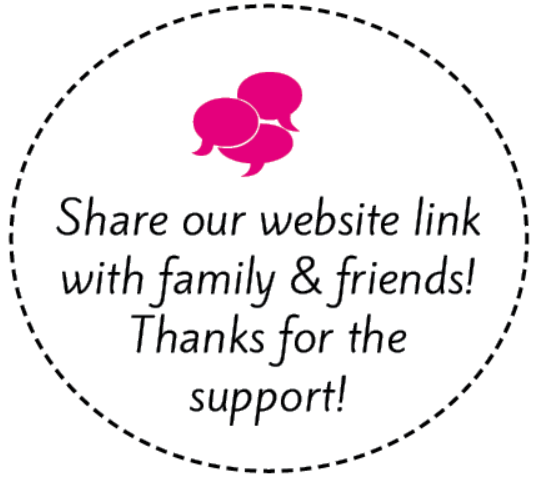 Share our website link
with family & friends!
Thanks for the
support!